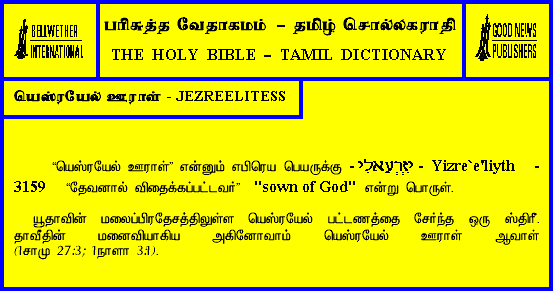 BELLWETHER
INTERNATIONAL
பரிசுத்த வேதாகமம் – தமிழ் சொல்லகராதி
THE HOLY BIBLE – TAMIL DICTIONARY
GOOD NEWS
PUBLISHERS
யெஸ்ரயேல் ஊராள் - JEZREELITESS
“யெஸ்ரயேல் ஊராள்” என்னும் எபிரெய பெயருக்கு - יִזְרְעֵאלִי - Yizre`e'liyth -
3159 “தேவனால் விதைக்கப்பட்டவர்” "sown of God" என்று பொருள்.
யூதாவின் மலைப்பிரதேசத்திலுள்ள யெஸ்ரயேல் பட்டணத்தை சேர்ந்த ஒரு ஸ்திரீ.
தாவீதின் மனைவியாகிய அகினோவாம் யெஸ்ரயேல் ஊராள் ஆவாள்
(1சாமு 27:3; 1நாளா 3:1).